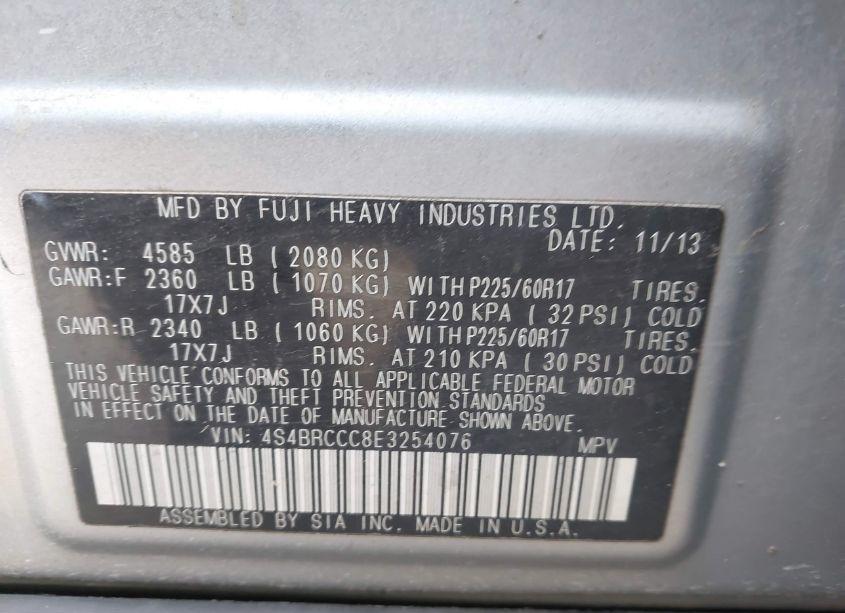 MFD BY FUJI HEAVY INDUSTRIES LTD.
DATE: 11/13
GVWR: 4585 LB ( 2080 KG)
GAWR:F 2360 LB ( 1070 KG) WITH P225/60R17 TIRES.
17X7J RIMS. AT 220 KPA ( 32 PSI) COLD
GAWR:R 2340 LB ( 1060 KG) WITH P225/60R17 TIRES.
17X7J RIMS. AT 210 KPA ( 30 PSI) COLD
THIS VEHICLE CONFORMS TO ALL APPLICABLE FEDERAL MOTOR
VEHICLE SAFETY AND THEFT PREVENTION STANDARDS
IN EFFECT ON THE DATE OF MANUFACTURE SHOWN ABOVE.
VIN: 4S4BRCCC8E3254076 MPV
ASSEMBLED BY SIA INC. MADE IN U.S.A.